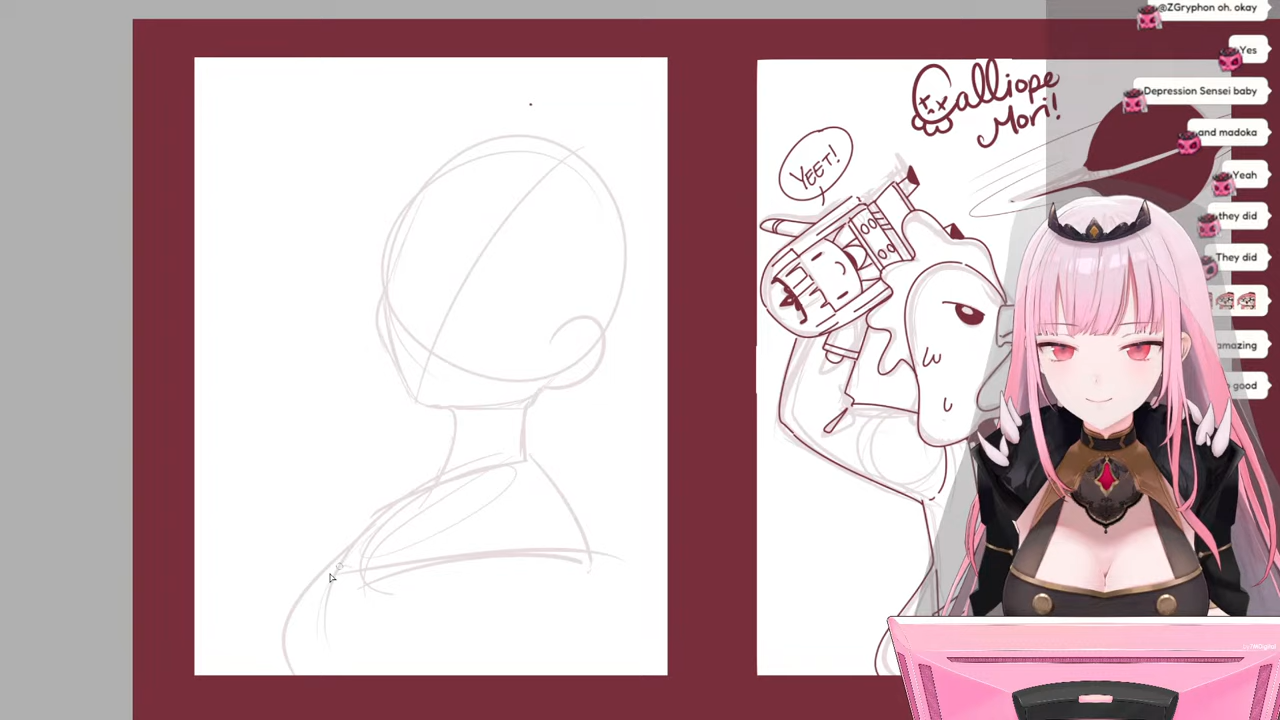 @ZGryphon oh. okay
Yes
Depression Sensei baby
and madoka
Yeah
they did
They did
amazing
good
Calliope
Mori!
YEET!